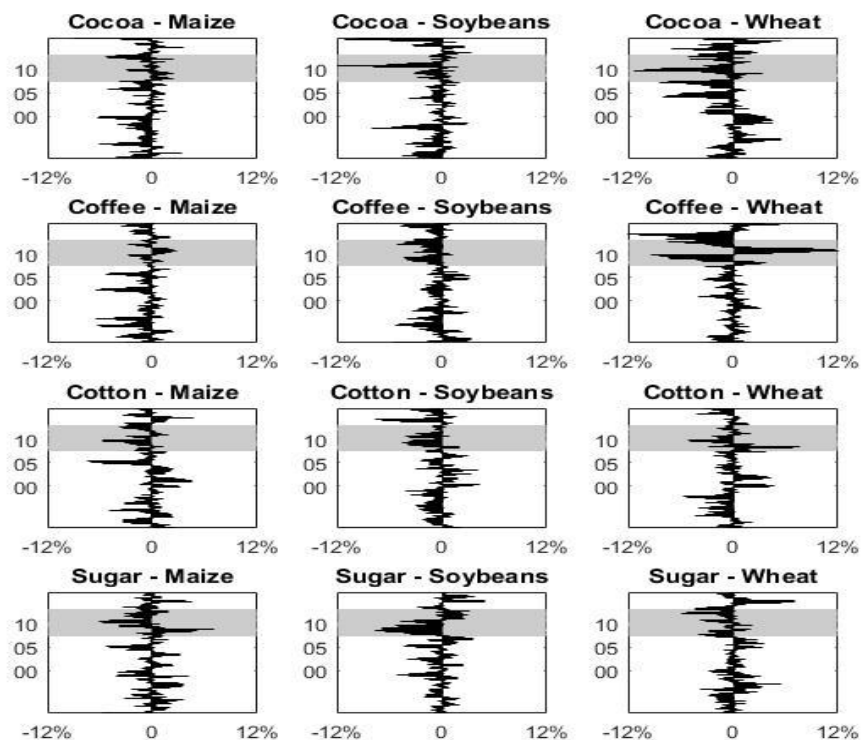 Cocoa - Maize Cocoa - Soybeans Cocoa - Wheat
10 10 10
05 05 05
00 00 00
-12% 0 12% -12% 0 12% -12% 0 12%
Coffee - Maize Coffee - Soybeans Coffee - Wheat
10 10 10
05 05 05
00 00 00
-12% 0 12% -12% 0 12% -12% 0 12%
Cotton - Maize Cotton - Soybeans Cotton - Wheat
10 10 10
05 05 05
00 00 00
-12% 0 12% -12% 0 12% -12% 0 12%
Sugar - Maize Sugar - Soybeans Sugar - Wheat
10 10 10
05 05 05
00 00 00
-12% 0 12% -12% 0 12% -12% 0 12%